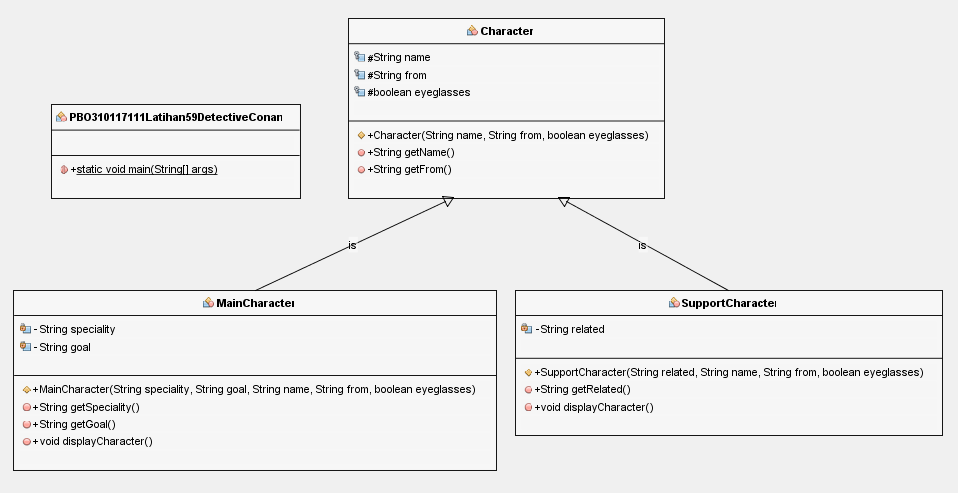 Character
#String name
#String from
#boolean eyeglasses
+Character(String name, String from, boolean eyeglasses)
+String getName()
+String getFrom()
PBO310117111Latihan59DetectiveConan
+static void main(String[] args)
is
is
MainCharacter
- String speciality
- String goal
+MainCharacter(String speciality, String goal, String name, String from, boolean eyeglasses)
+String getSpeciality()
+String getGoal()
+void displayCharacter()
SupportCharacter
-String related
+SupportCharacter(String related, String name, String from, boolean eyeglasses)
+String getRelated()
+void displayCharacter()